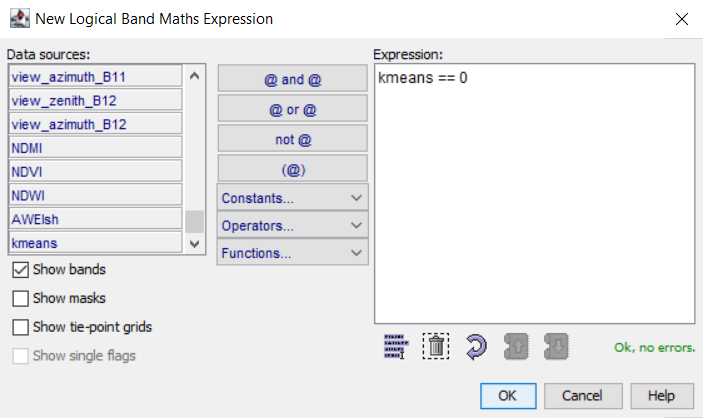 New Logical Band Maths Expression
Data sources:
view_azimuth_B11
view_zenith_B12
view_azimuth_B12
NDMI
NDVI
NDWI
AWEIsh
kmeans
Show bands
Show masks
Show tie-point grids
Show single flags
@ and @
@ or @
not @
(@)
Constants...
Operators...
Functions...
Expression:
kmeans == 0
Ok, no errors.
OK
Cancel
Help